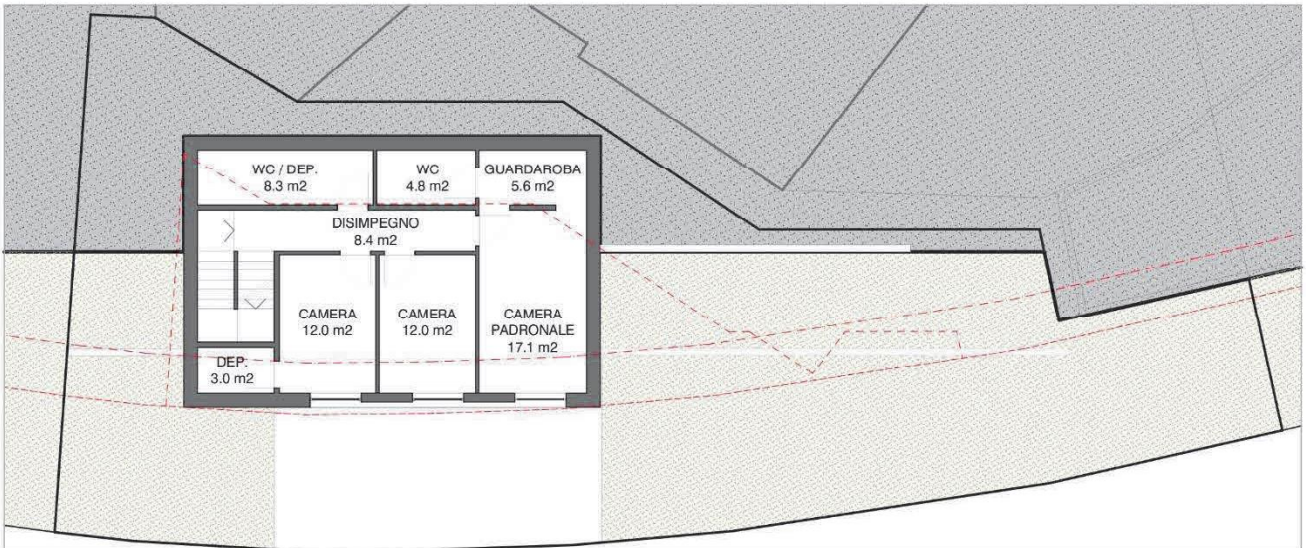 WC / DEP.
8.3 m2
WC
4.8 m2
GUARDAROBA
5.6 m2
DISIMPEGNO
8.4 m2
CAMERA
12.0 m2
CAMERA
12.0 m2
CAMERA
PADRONALE
17.1 m2
DEP.
3.0 m2